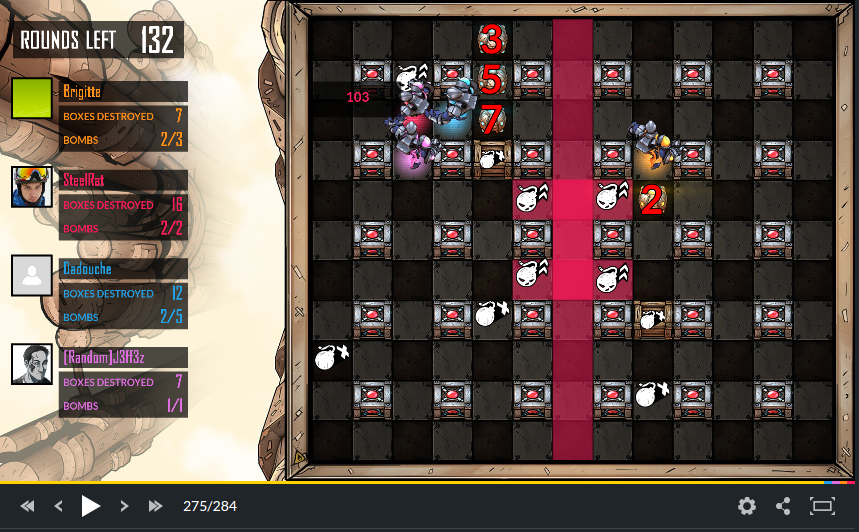 ROUNDS LEFT 132
Brigitte
BOXES DESTROYED 7
BOMBS 2/3
SteelRat
BOXES DESTROYED 16
BOMBS 2/2
Dadouche
BOXES DESTROYED 12
BOMBS 2/5
[Random]J3ff3z
BOXES DESTROYED 7
BOMBS 1/1
3
5
103
7
2
275/284